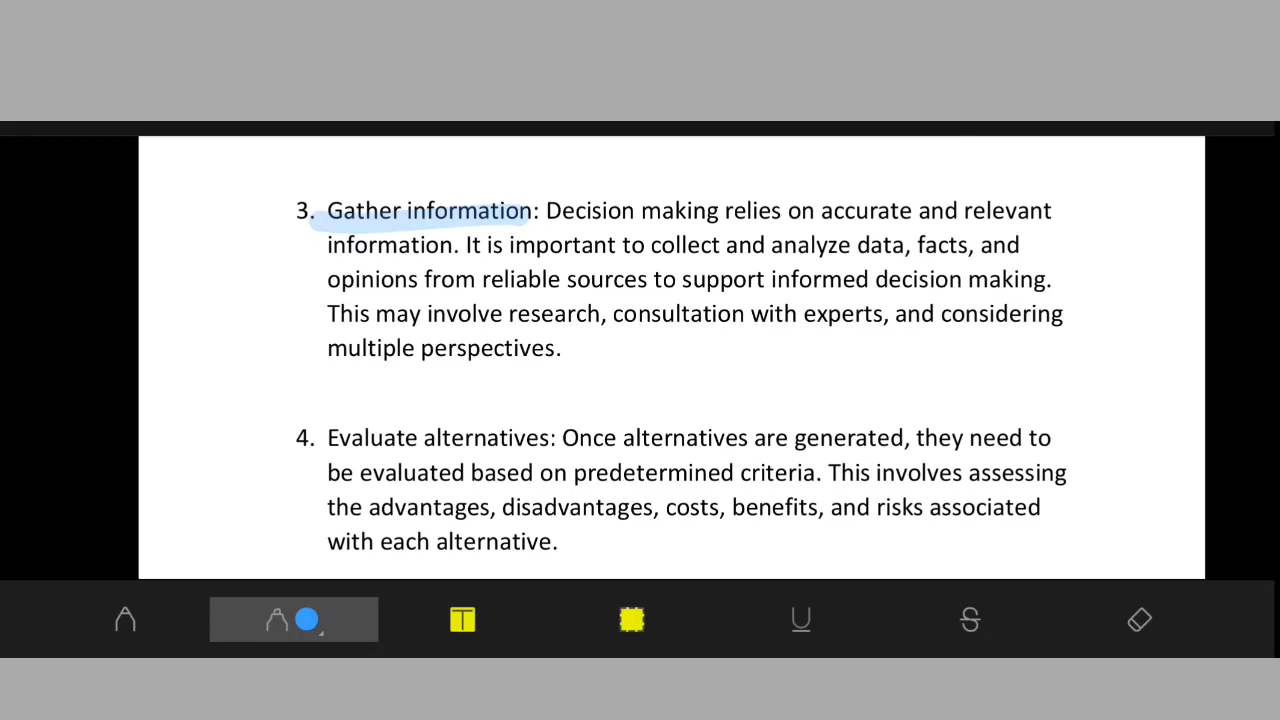 3. Gather information: Decision making relies on accurate and relevant
information. It is important to collect and analyze data, facts, and
opinions from reliable sources to support informed decision making.
This may involve research, consultation with experts, and considering
multiple perspectives.
4. Evaluate alternatives: Once alternatives are generated, they need to
be evaluated based on predetermined criteria. This involves assessing
the advantages, disadvantages, costs, benefits, and risks associated
with each alternative.